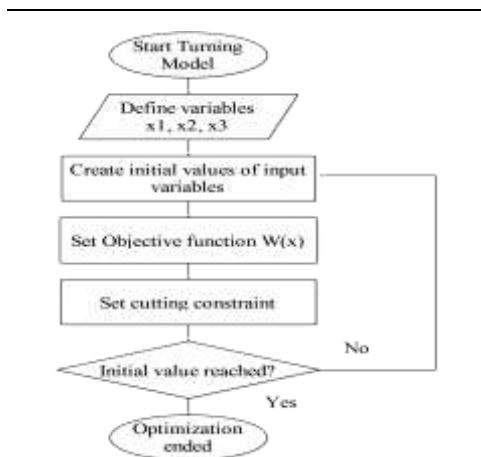 Start Turning
Model
Define variables
x1, x2, x3
Create initial values of input
variables
Set Objective function W(x)
Set cutting constraint
Initial value reached?
No
Yes
Optimization
ended